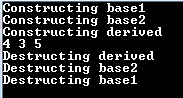 Constructing base1
Constructing base2
Constructing derived
4 3 5
Destructing derived
Destructing base2
Destructing base1